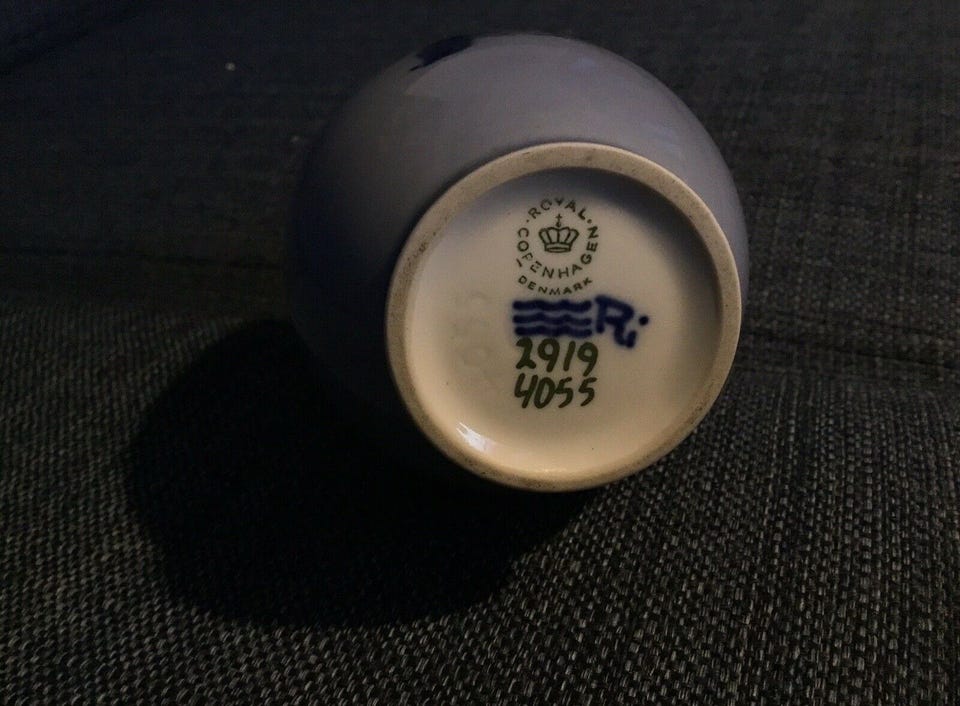 ROYAL
COPENHAGEN
DENMARK
Ri
2919
4055